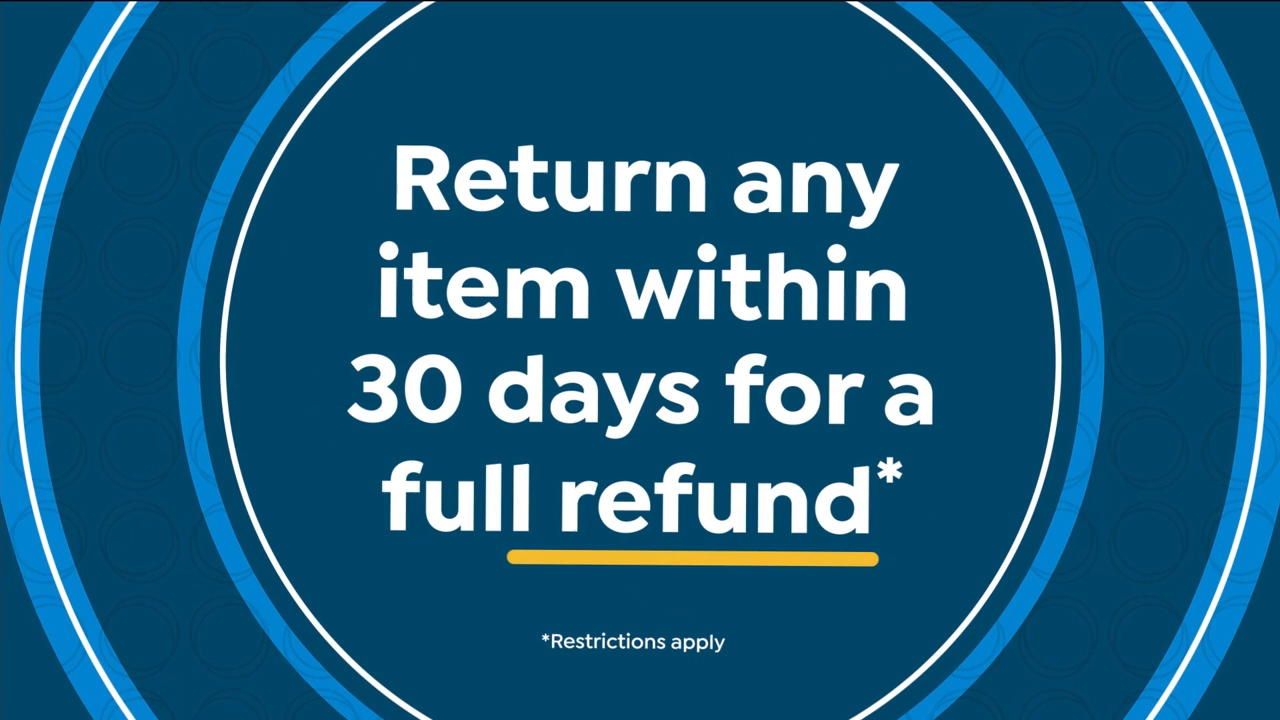 Return any
item within
30 days for a
full refund*
*Restrictions apply